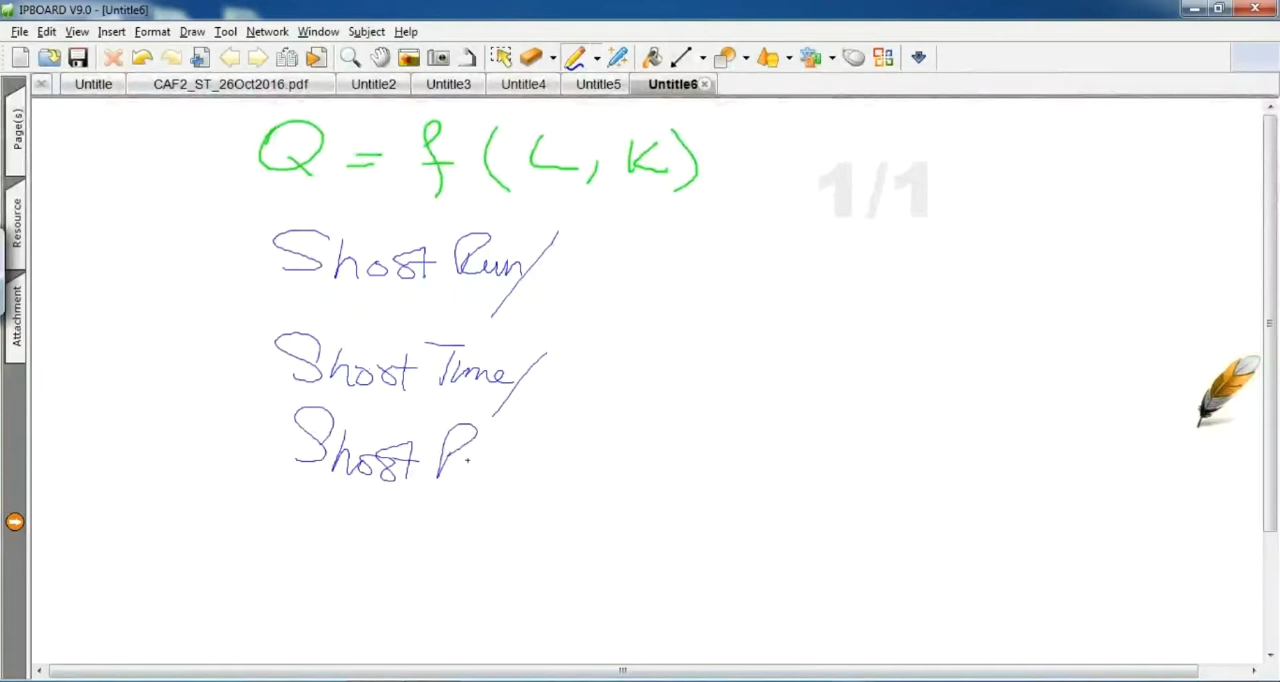 IPBOARD V9.0 - [Untitle6]
File Edit View Insert Format Draw Tool Network Window Subject Help
Untitle CAF2_ST_26Oct2016.pdf Untitle2 Untitle3 Untitle4 Untitle5 Untitle6
Page(s)
Resource
Attachment
1/1
Q = f (L, K)
Short Run/
Short Time/
Short P